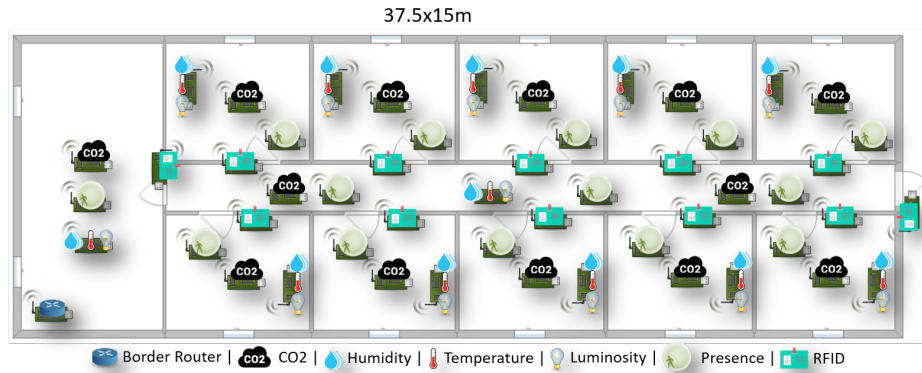 37.5x15m
CO2 CO2 CO2 CO2 CO2
CO2
CO2 CO2
CO2 CO2 CO2 CO2 CO2
Border Router | CO2 CO2 | Humidity | Temperature | Luminosity | Presence | RFID